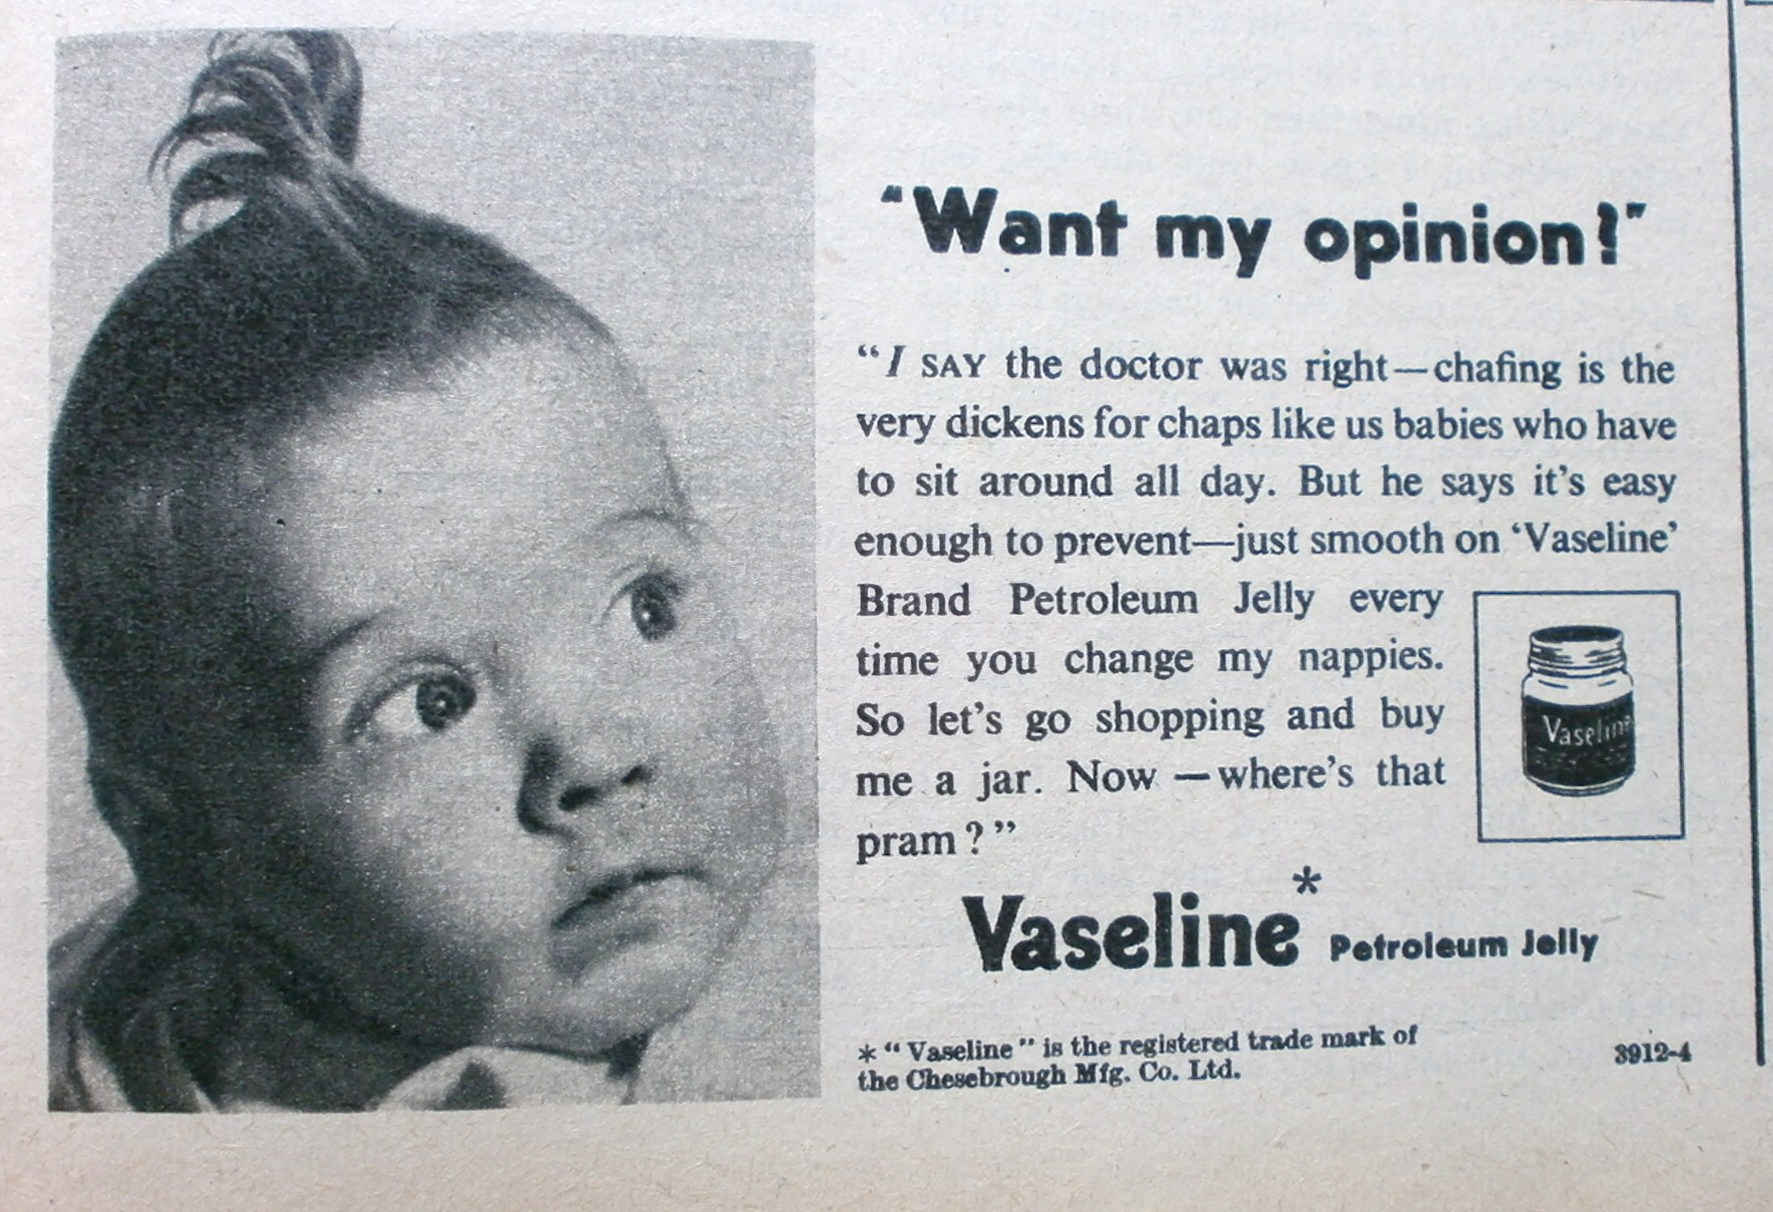 "Want my opinion?"
“I SAY the doctor was right—chafing is the
very dickens for chaps like us babies who have
to sit around all day. But he says it’s easy
enough to prevent—just smooth on ‘Vaseline’
Brand Petroleum Jelly every
time you change my nappies.
So let’s go shopping and buy
me a jar. Now —where’s that
pram?”
Vaseline
Vaseline* Petroleum Jelly
* “Vaseline” is the registered trade mark of
the Chesebrough Mfg. Co. Ltd.
3912-4